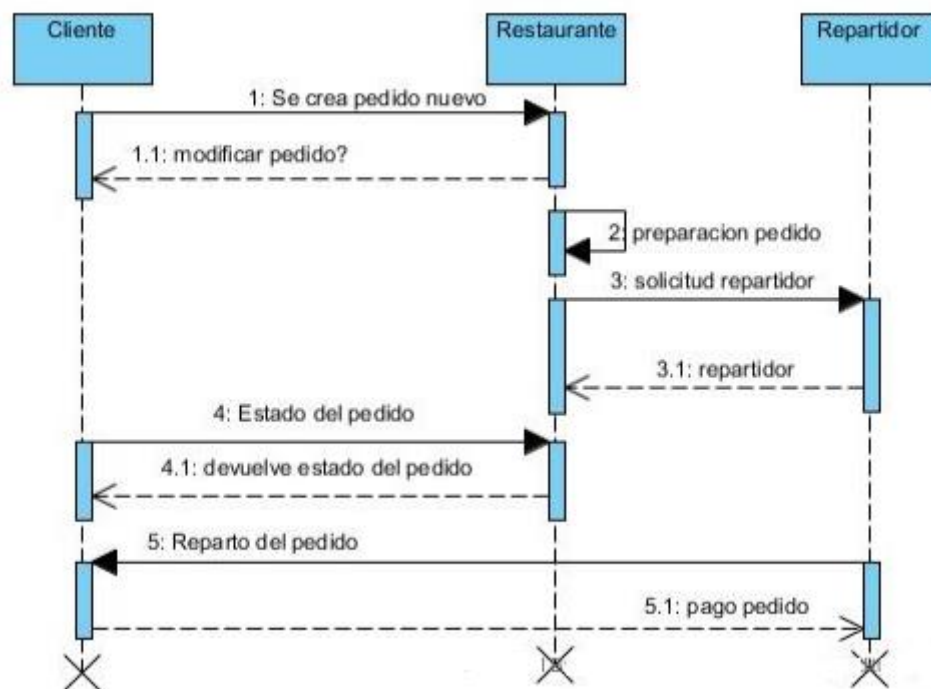 Cliente
Restaurante
Repartidor
1: Se crea pedido nuevo
1.1: modificar pedido?
2: preparacion pedido
3: solicitud repartidor
3.1: repartidor
4: Estado del pedido
4.1: devuelve estado del pedido
5: Reparto del pedido
5.1: pago pedido